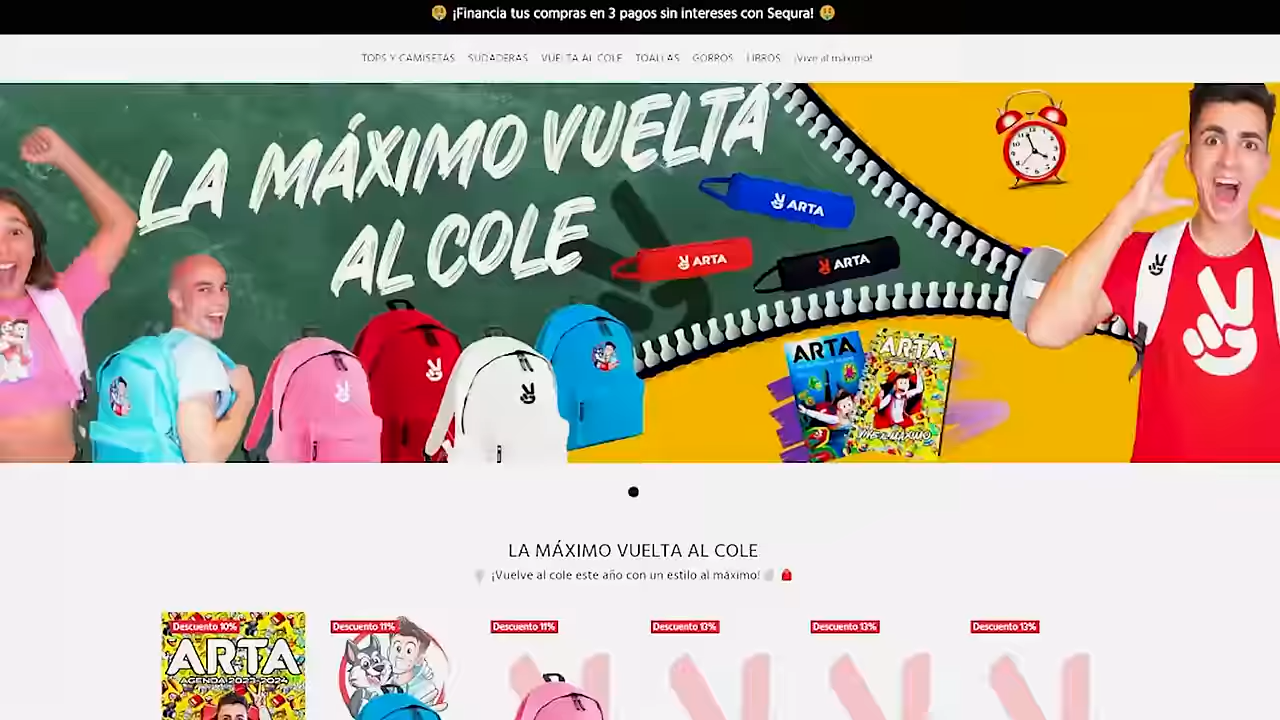 ¡Financia tus compras en 3 pagos sin intereses con Sequra!
TOPS Y CAMISETAS SUDADERAS VUELTA AL COLE TOALLAS GORROS LIBROS ¡Vive al máximo!
LA MÁXIMO VUELTA
AL COLE
ARTA
ARTA
ARTA
ARTA
ARTA
VIVE AL MÁXIMO
LA MÁXIMO VUELTA AL COLE
¡Vuelve al cole este año con un estilo al máximo!
Descuento 10% Descuento 11% Descuento 11% Descuento 13% Descuento 13% Descuento 13%
ARTA
AGENDA 2023-2024